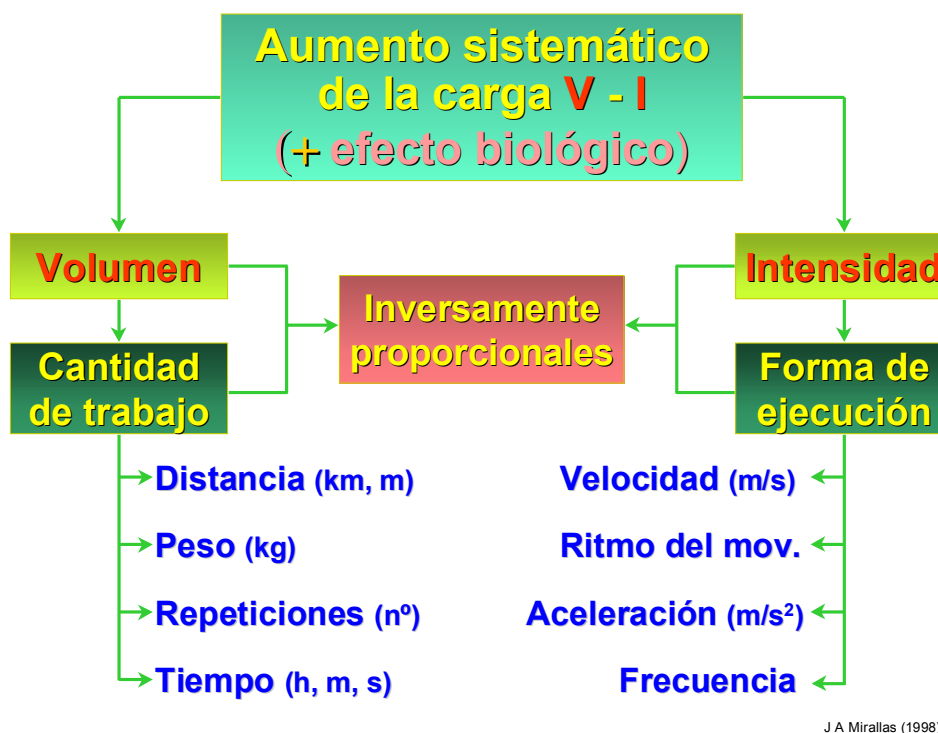 Aumento sistemático
de la carga V - I
(+ efecto biológico)
Volumen
Intensidad
Inversamente
proporcionales
Cantidad
de trabajo
Forma de
ejecución
Distancia (km, m)
Velocidad (m/s)
Peso (kg)
Ritmo del mov.
Repeticiones (nº)
Aceleración (m/s²)
Tiempo (h, m, s)
Frecuencia
J A Mirallas (1998)